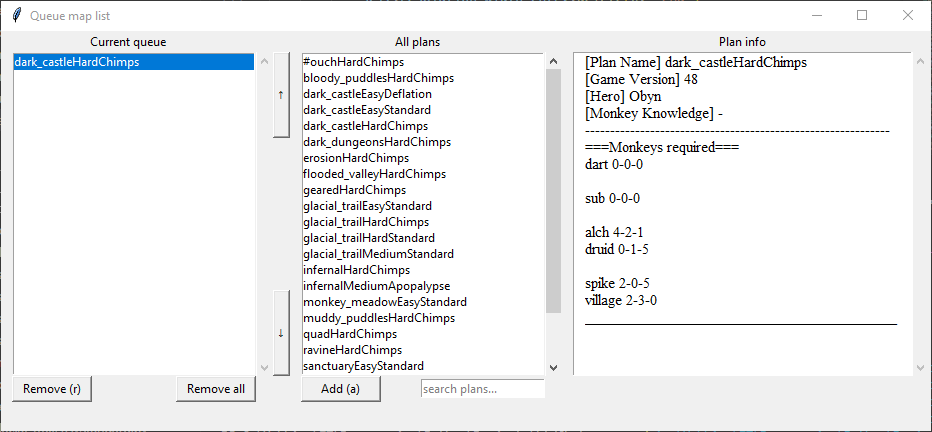 Queue map list
Current queue
All plans
Plan info
dark_castleHardChimps
↑
↓
#ouchHardChimps
bloody_puddlesHardChimps
dark_castleEasyDeflation
dark_castleEasyStandard
dark_castleHardChimps
dark_dungeonsHardChimps
erosionHardChimps
flooded_valleyHardChimps
gearedHardChimps
glacial_trailEasyStandard
glacial_trailHardChimps
glacial_trailHardStandard
glacial_trailMediumStandard
infernalHardChimps
infernalMediumApopalypse
monkey_meadowEasyStandard
muddy_puddlesHardChimps
quadHardChimps
ravineHardChimps
sanctuaryEasyStandard
[Plan Name] dark_castleHardChimps
[Game Version] 48
[Hero] Obyn
[Monkey Knowledge] -
-------------------------------------------------------------
===Monkeys required===
dart 0-0-0
sub 0-0-0
alch 4-2-1
druid 0-1-5
spike 2-0-5
village 2-3-0
Remove (r)
Remove all
Add (a)
search plans...